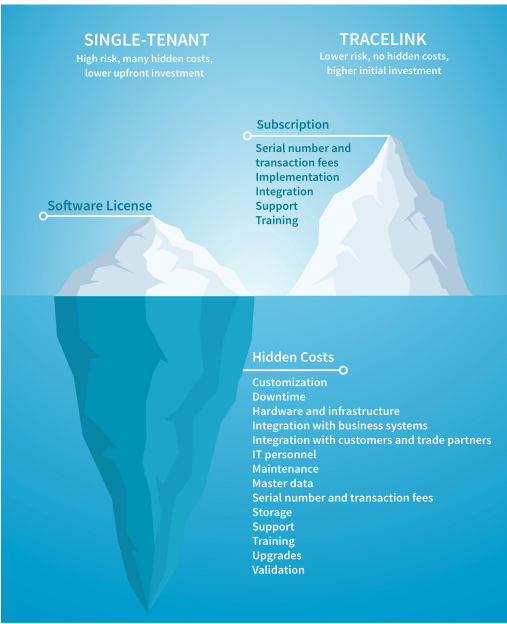 SINGLE-TENANT
High risk, many hidden costs,
lower upfront investment
TRACELINK
Lower risk, no hidden costs,
higher initial investment
Subscription
Serial number and
transaction fees
Implementation
Integration
Support
Training
Software License
Hidden Costs
Customization
Downtime
Hardware and infrastructure
Integration with business systems
Integration with customers and trade partners
IT personnel
Maintenance
Master data
Serial number and transaction fees
Storage
Support
Training
Upgrades
Validation